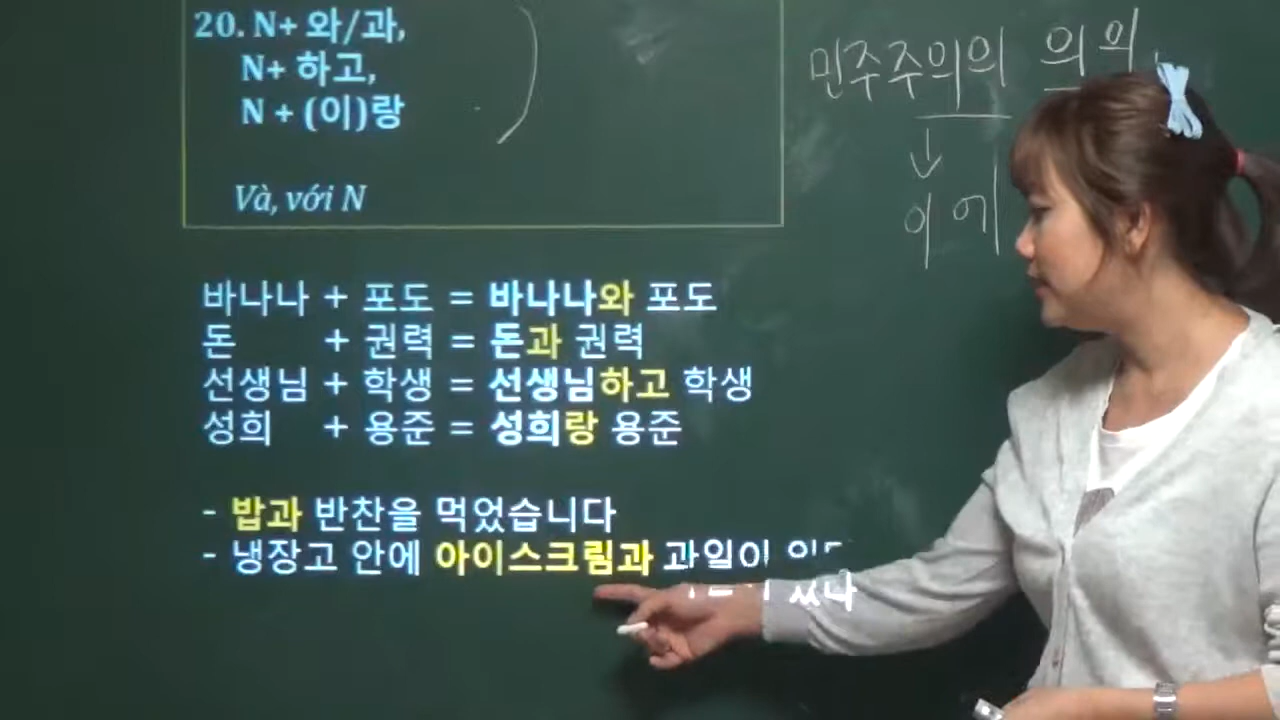 20. N+ 와/과,
N+ 하고,
N + (이)랑
Và, với N
바나나 + 포도 = 바나나와 포도
돈 + 권력 = 돈과 권력
선생님 + 학생 = 선생님하고 학생
성희 + 용준 = 성희랑 용준
- 밥과 반찬을 먹었습니다
- 냉장고 안에 아이스크림과 과일이 있다
민주주의의 의의
이 에